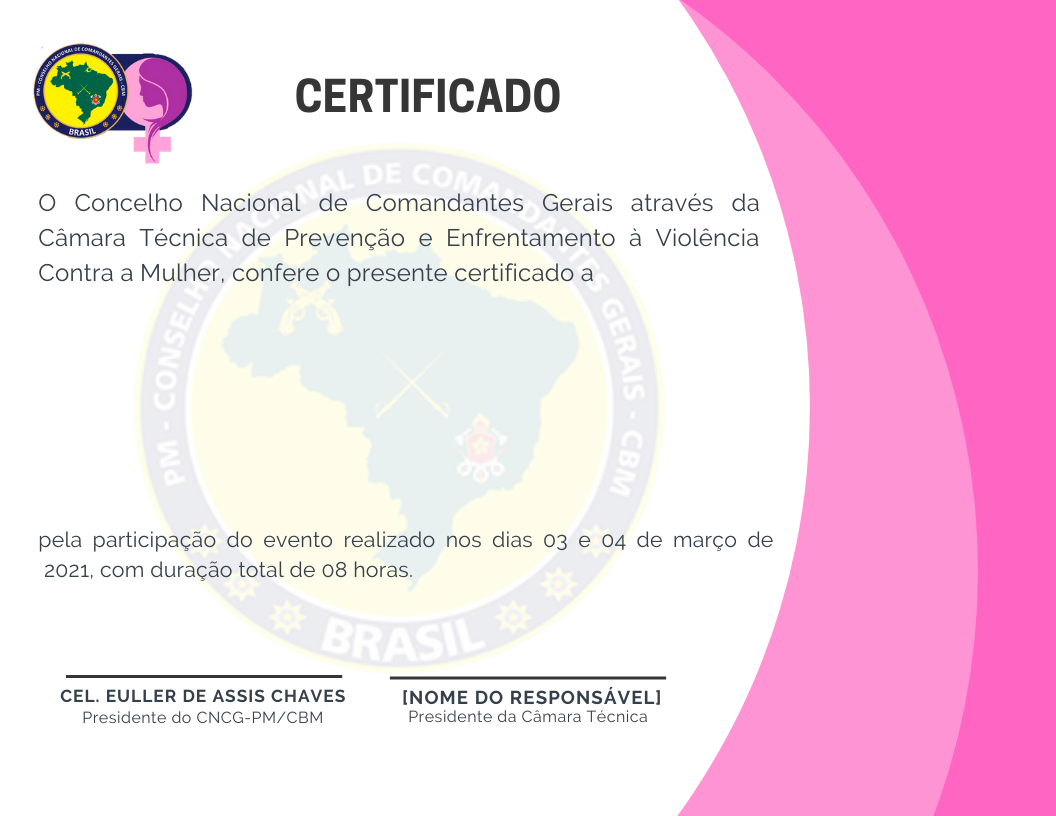 PM - CONSELHO NACIONAL DE COMANDANTES GERAIS - CBM
BRASIL
CERTIFICADO
O Concelho Nacional de Comandantes Gerais através da
Câmara Técnica de Prevenção e Enfrentamento à Violência
Contra a Mulher, confere o presente certificado a
PM - CONSELHO NACIONAL DE COMANDANTES GERAIS - CBM
pela participação do evento realizado nos dias 03 e 04 de março de
2021, com duração total de 08 horas.
BRASIL
CEL. EULLER DE ASSIS CHAVES
Presidente do CNCG-PM/CBM
[NOME DO RESPONSÁVEL]
Presidente da Câmara Técnica